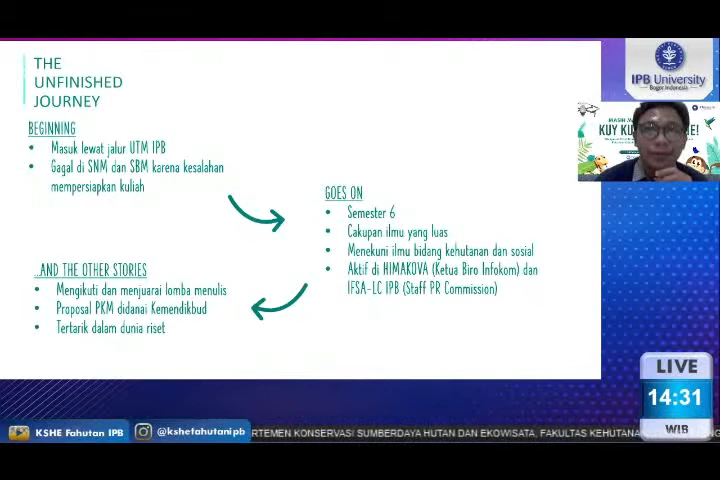 THE
UNFINISHED
JOURNEY
BEGINNING
• Masuk lewat jalur UTM IPB
• Gagal di SNM dan SBM karena kesalahan
mempersiapkan kuliah
GOES ON
• Semester 6
• Cakupan ilmu yang luas
• Menekuni ilmu bidang kehutanan dan sosial
• Aktif di HIMAKOVA (Ketua Biro Infokom) dan
IFSA-LC IPB (Staff PR Commission)
...AND THE OTHER STORIES
• Mengikuti dan menjuarai lomba menulis
• Proposal PKM didanai Kemendikbud
• Tertarik dalam dunia riset
IPB University
Bogor Indonesia
KUY KU
E!
LIVE
14:31
WIB
KSHE Fahutan IPB
@kshefahutanipb
RTEMEN KONSERVASI SUMBERDAYA HUTAN DAN EKOWISATA, FAKULTAS KEHUTANA